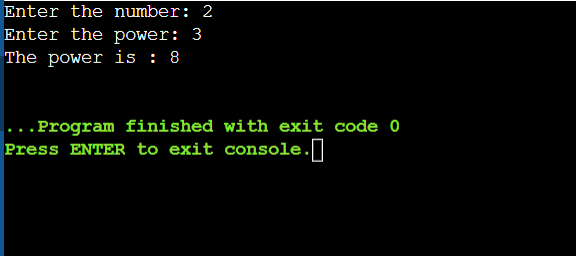 Enter the number: 2
Enter the power: 3
The power is : 8
...Program finished with exit code 0
Press ENTER to exit console.